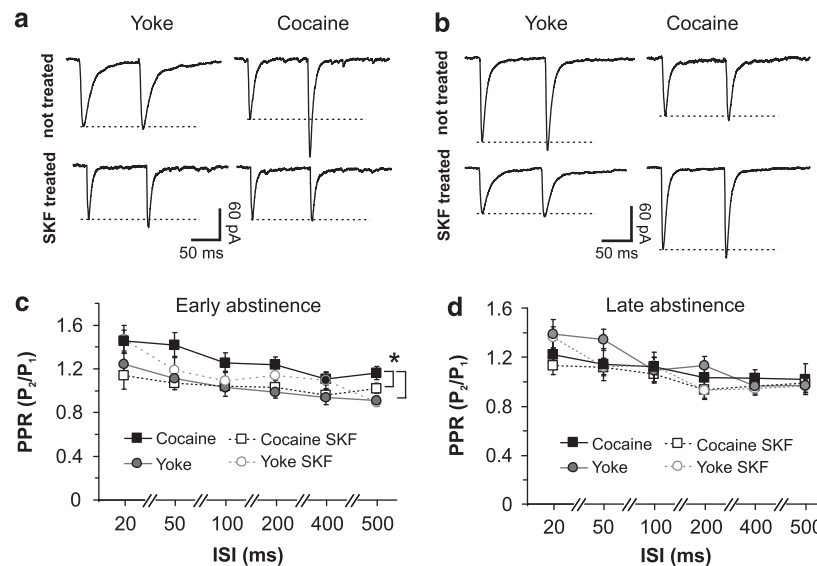 a
Yoke
Cocaine
not treated
SKF treated
60 pA
50 ms
b
Yoke
Cocaine
not treated
SKF treated
60 pA
50 ms
c
Early abstinence
PPR (P₂/P₁)
1.6
1.2
0.8
0.4
0
*
Cocaine
Cocaine SKF
Yoke
Yoke SKF
20 50 100 200 400 500
ISI (ms)
d
Late abstinence
PPR (P₂/P₁)
1.6
1.2
0.8
0.4
0
Cocaine
Cocaine SKF
Yoke
Yoke SKF
20 50 100 200 400 500
ISI (ms)